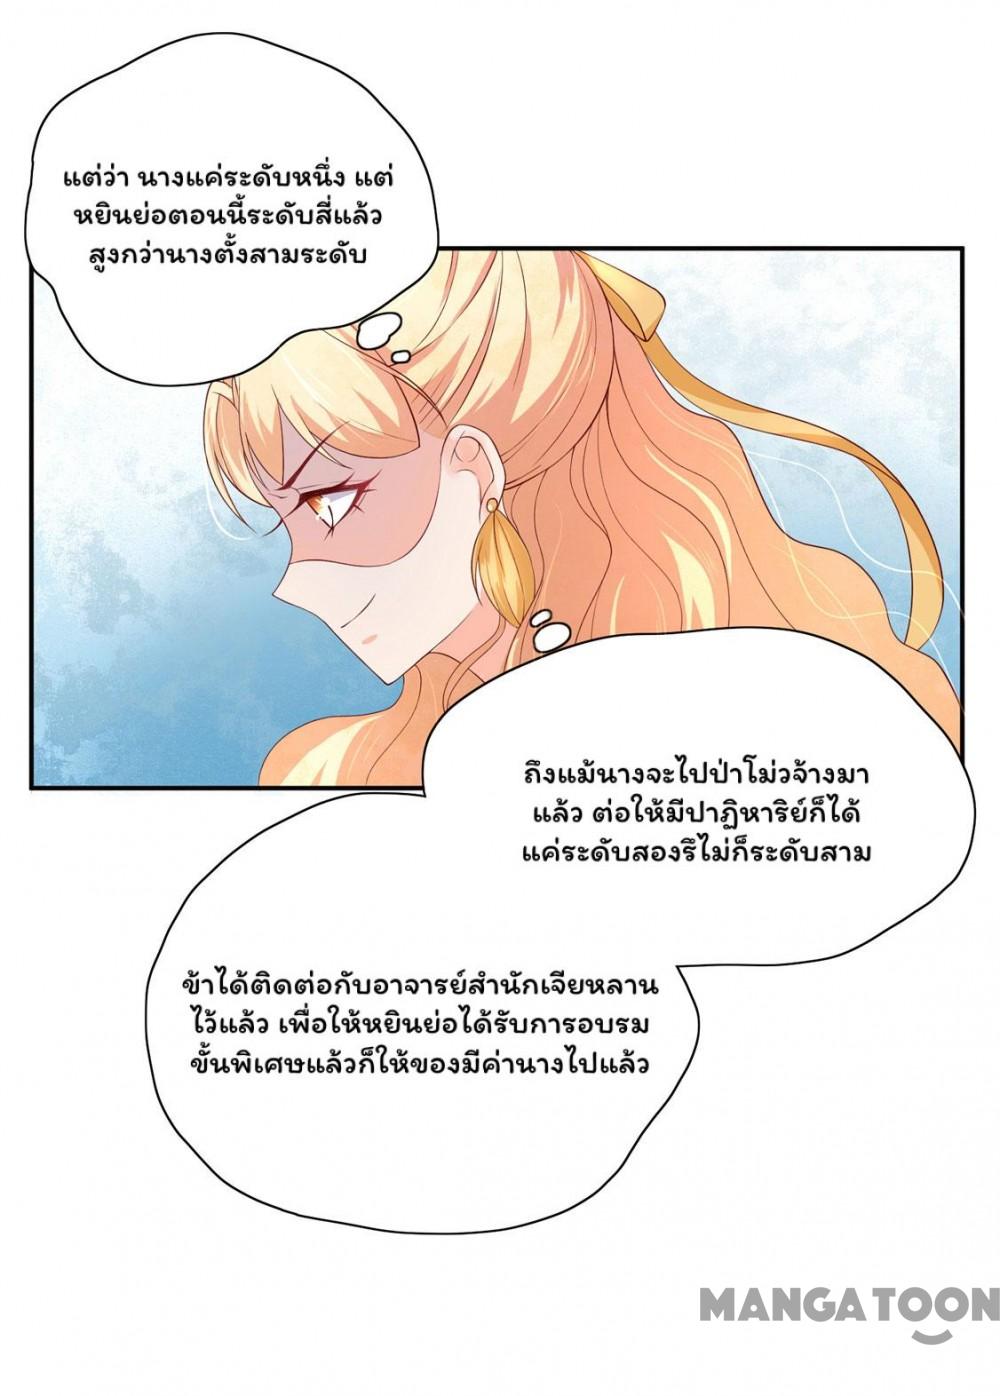 แต่ว่า นางแค่ระดับหนึ่ง แต่
หยินย่อตอนนี้ระดับสี่แล้ว
สูงกว่านางตั้งสามระดับ
ถึงแม้นางจะไปป่าโม่วจ้างมา
แล้ว ต่อให้มีปาฏิหาริย์ก็ได้
แค่ระดับสองรึไม่ก็ระดับสาม
ข้าได้ติดต่อกับอาจารย์สำนักเจียหลาน
ไว้แล้ว เพื่อให้หยินย่อได้รับการอบรม
ขั้นพิเศษแล้วก็ให้ของมีค่านางไปแล้ว
MANGATOON